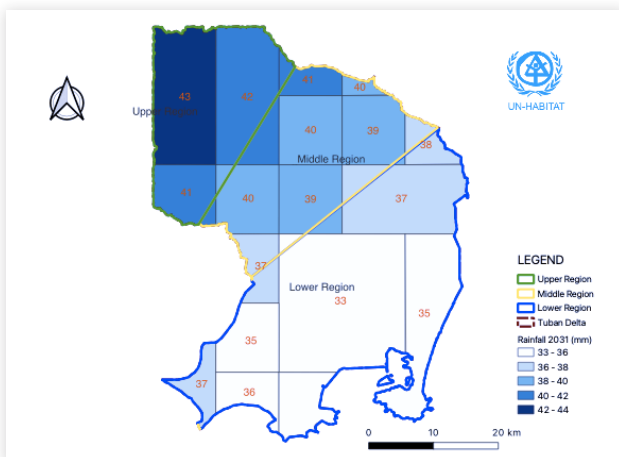 UN-HABITAT
41
40
43
41
Upper Region
40
39
38
Middle Region
41
40
39
37
37
Lower Region
33
35
35
37
36
LEGEND
Upper Region
Middle Region
Lower Region
Tuban Delta
Rainfall 2031 (mm)
33 - 36
36 - 38
38 - 40
40 - 42
42 - 44
0 10 20 km